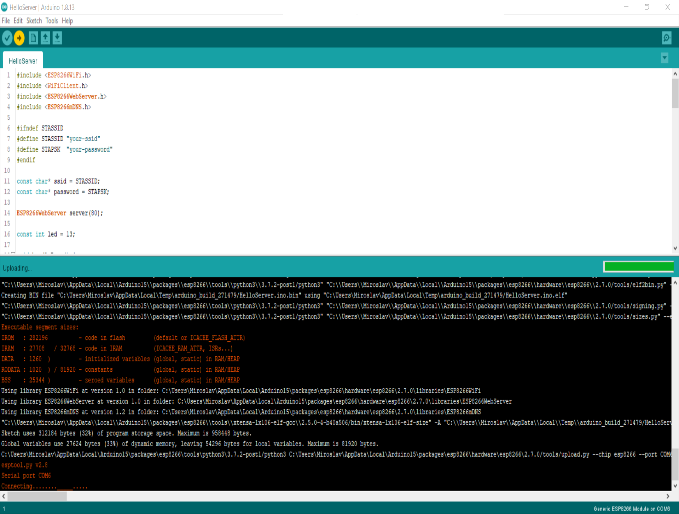 HelloServer | Arduino 1.8.13
File Edit Sketch Tools Help
HelloServer
1 #include <ESP8266WiFi.h>
2 #include <WiFiClient.h>
3 #include <ESP8266WebServer.h>
4 #include <ESP8266mDNS.h>
5
6 #ifndef STASSID
7 #define STASSID "your-ssid"
8 #define STAPSK "your-password"
9 #endif
10
11 const char* ssid = STASSID;
12 const char* password = STAPSK;
13
14 ESP8266WebServer server(80);
15
16 const int led = 13;
17
Uploading...
"C:\\Users\\Miroslav\\AppData\\Local\\Arduino15\\packages\\esp8266\\tools\\python3\\3.7.2-post1/python3" "C:\\Users\\Miroslav\\AppData\\Local\\Arduino15\\packages\\esp8266\\hardware\\esp8266\\2.7.0/tools/elf2bin.py"
Creating BIN file "C:\Users\Miroslav\AppData\Local\Temp\arduino_build_271479/HelloServer.ino.bin" using "C:\Users\Miroslav\AppData\Local\Temp\arduino_build_271479/HelloServer.ino.elf"
"C:\\Users\\Miroslav\\AppData\\Local\\Arduino15\\packages\\esp8266\\tools\\python3\\3.7.2-post1/python3" "C:\\Users\\Miroslav\\AppData\\Local\\Arduino15\\packages\\esp8266\\hardware\\esp8266\\2.7.0/tools/signing.py"
"C:\\Users\\Miroslav\\AppData\\Local\\Arduino15\\packages\\esp8266\\tools\\python3\\3.7.2-post1/python3" "C:\\Users\\Miroslav\\AppData\\Local\\Arduino15\\packages\\esp8266\\hardware\\esp8266\\2.7.0/tools/sizes.py"
Executable segment sizes:
IROM : 282196 - code in flash (default or ICACHE_FLASH_ATTR)
IRAM : 27708 / 32768 - code in IRAM (ICACHE_RAM_ATTR, ISRs...)
DATA : 1260 ) - initialized variables (global, static) in RAM/HEAP
RODATA : 1020 ) / 81920 - constants (global, static) in RAM/HEAP
BSS : 25344 ) - zeroed variables (global, static) in RAM/HEAP
Using library ESP8266WiFi at version 1.0 in folder: C:\Users\Miroslav\AppData\Local\Arduino15\packages\esp8266\hardware\esp8266\2.7.0\libraries\ESP8266WiFi
Using library ESP8266WebServer at version 1.0 in folder: C:\Users\Miroslav\AppData\Local\Arduino15\packages\esp8266\hardware\esp8266\2.7.0\libraries\ESP8266WebServer
Using library ESP8266mDNS at version 1.2 in folder: C:\Users\Miroslav\AppData\Local\Arduino15\packages\esp8266\hardware\esp8266\2.7.0\libraries\ESP8266mDNS
"C:\\Users\\Miroslav\\AppData\\Local\\Arduino15\\packages\\esp8266\\tools\\xtensa-lx106-elf-gcc\\2.5.0-4-b40a506/bin/xtensa-lx106-elf-size" -A "C:\\Users\\Miroslav\\AppData\\Local\\Temp\\arduino_build_271479/HelloServ
Sketch uses 312184 bytes (32%) of program storage space. Maximum is 958448 bytes.
Global variables use 27624 bytes (33%) of dynamic memory, leaving 54296 bytes for local variables. Maximum is 81920 bytes.
C:\Users\Miroslav\AppData\Local\Arduino15\packages\esp8266\tools\python3\3.7.2-post1/python3 C:\Users\Miroslav\AppData\Local\Arduino15\packages\esp8266\hardware\esp8266\2.7.0/tools/upload.py --chip esp8266 --port COM6
esptool.py v2.8
Serial port COM6
Connecting........_____.....
1 Generic ESP8266 Module on COM6